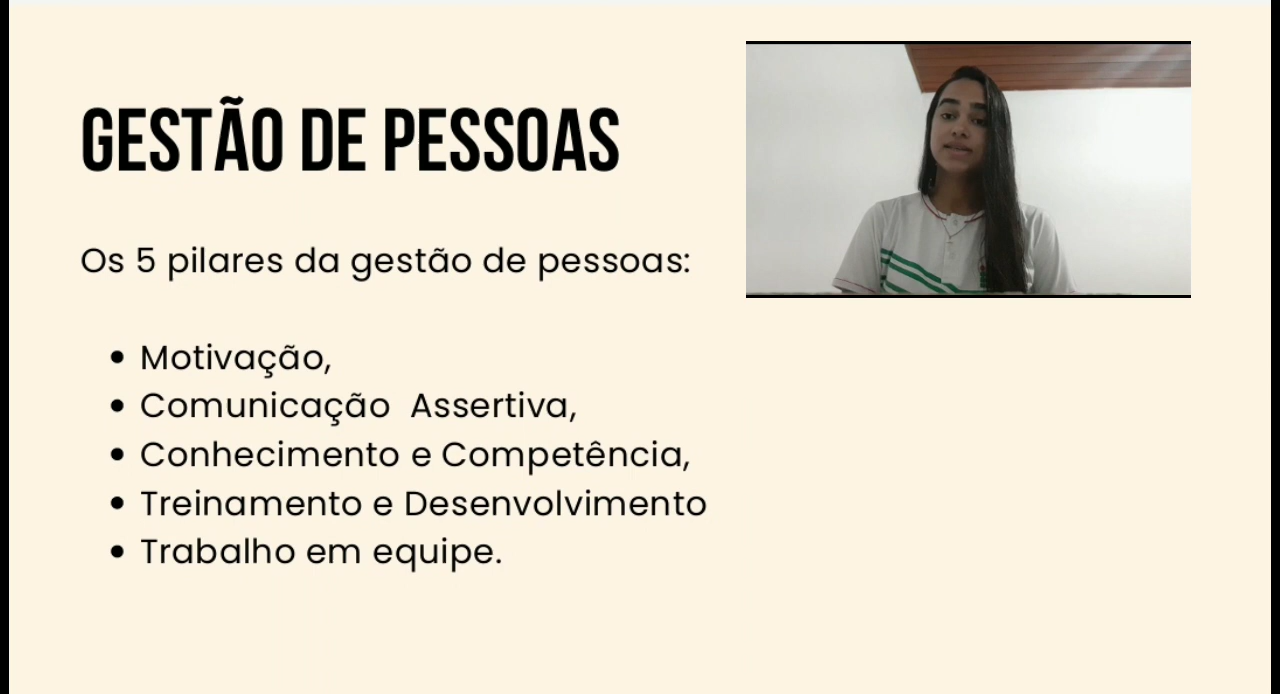 GESTÃO DE PESSOAS
Os 5 pilares da gestão de pessoas:
Motivação,
Comunicação  Assertiva,
Conhecimento e Competência,
Treinamento e Desenvolvimento
Trabalho em equipe.